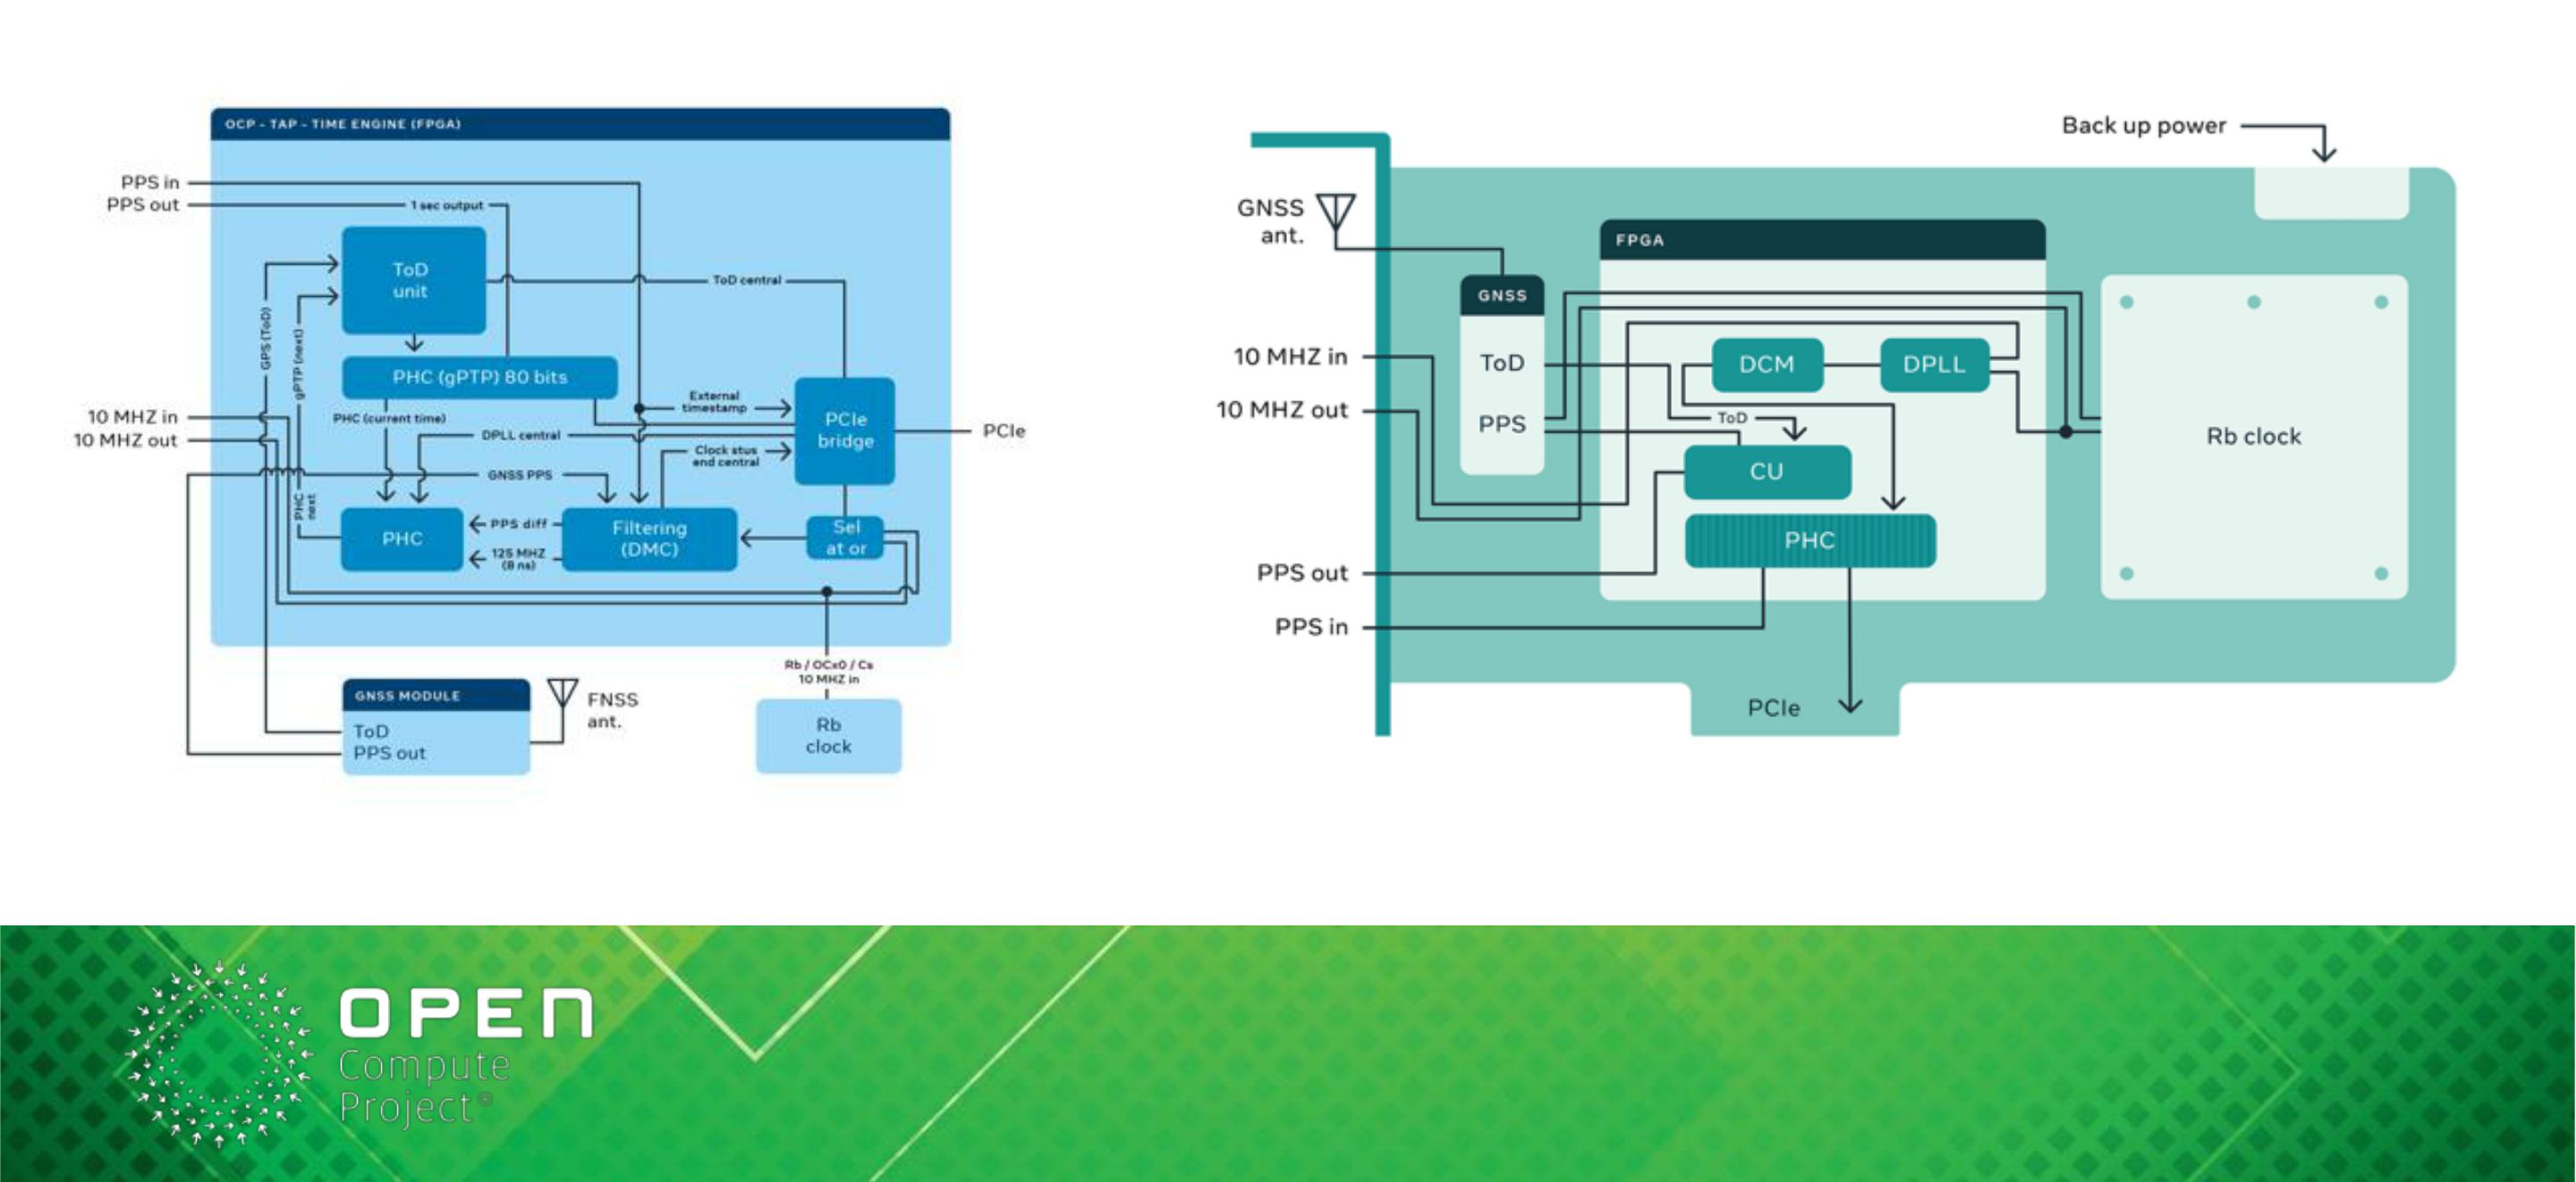 OCP - TAP - TIME ENGINE (FPGA)
PPS in
PPS out
1 sec output
ToD
unit
ToD central
GPS (ToD)
gPTP (next)
PHC (gPTP) 80 bits
10 MHZ in
10 MHZ out
PHC (current time)
External
timestamp
DPLL central
PCIe
bridge
PCIe
Clock stus
end central
GNSS PPS
PHC
next
PHC
PPS diff
125 MHZ
(8 ns)
Filtering
(DMC)
Sel
at or
Rb / OCxO / Cs
10 MHZ in
Rb
clock
GNSS MODULE
ToD
PPS out
FNSS
ant.
Back up power
GNSS
ant.
FPGA
GNSS
10 MHZ in
ToD
DCM
DPLL
10 MHZ out
PPS
ToD
CU
Rb clock
PHC
PPS out
PPS in
PCIe
OPEN
Compute
Project®